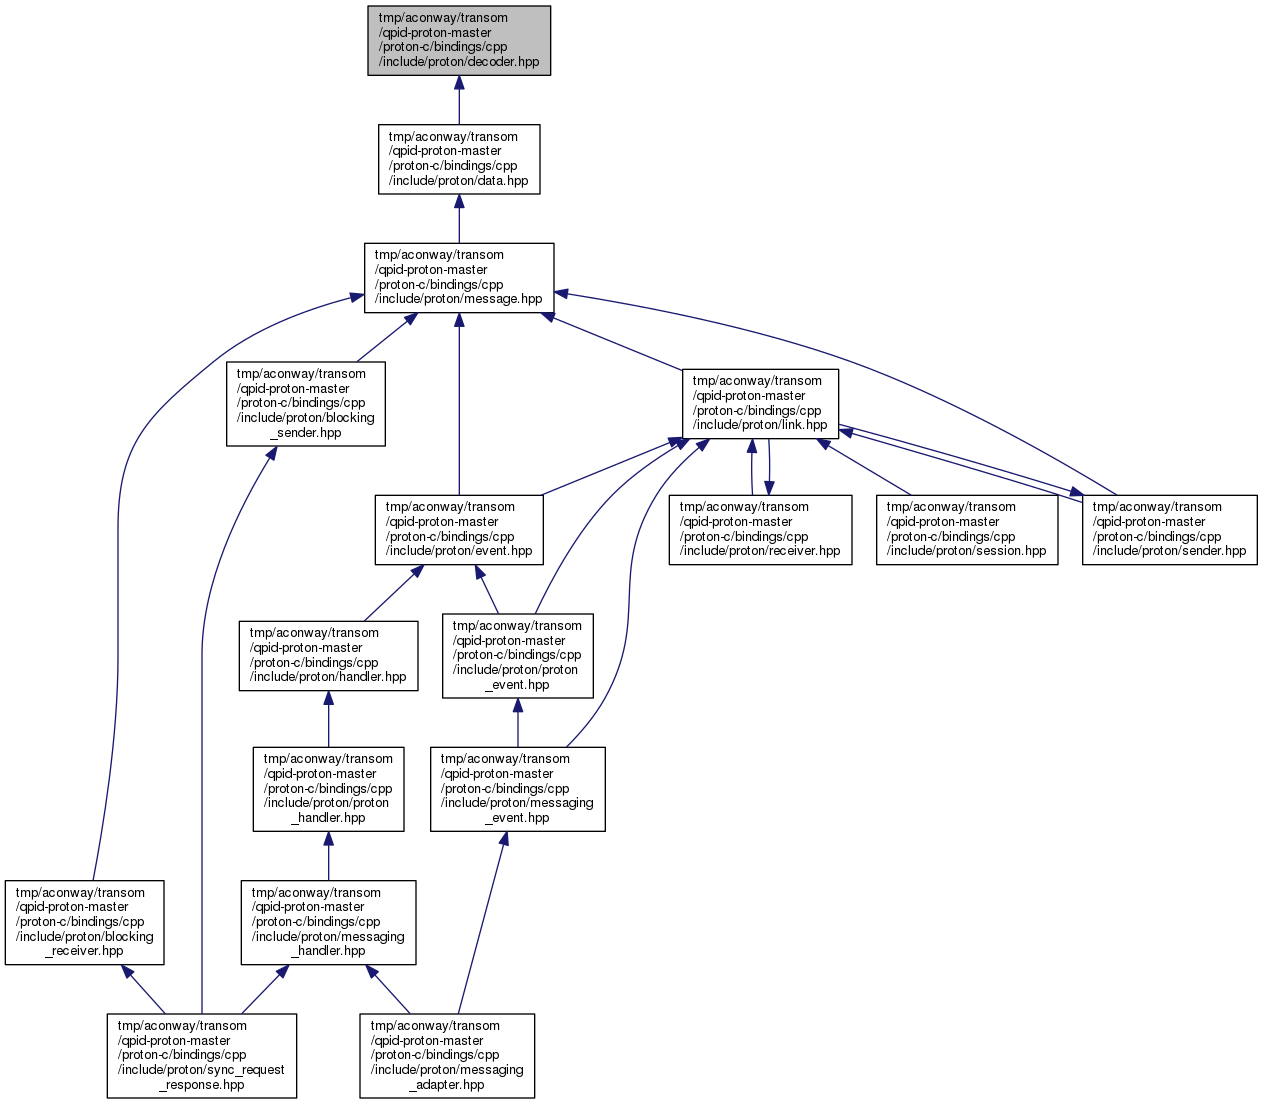 tmp/aconway/transom
/qpid-proton-master
/proton-c/bindings/cpp
/include/proton/decoder.hpp
tmp/aconway/transom
/qpid-proton-master
/proton-c/bindings/cpp
/include/proton/data.hpp
tmp/aconway/transom
/qpid-proton-master
/proton-c/bindings/cpp
/include/proton/message.hpp
tmp/aconway/transom
/qpid-proton-master
/proton-c/bindings/cpp
/include/proton/blocking
_sender.hpp
tmp/aconway/transom
/qpid-proton-master
/proton-c/bindings/cpp
/include/proton/link.hpp
tmp/aconway/transom
/qpid-proton-master
/proton-c/bindings/cpp
/include/proton/event.hpp
tmp/aconway/transom
/qpid-proton-master
/proton-c/bindings/cpp
/include/proton/receiver.hpp
tmp/aconway/transom
/qpid-proton-master
/proton-c/bindings/cpp
/include/proton/session.hpp
tmp/aconway/transom
/qpid-proton-master
/proton-c/bindings/cpp
/include/proton/sender.hpp
tmp/aconway/transom
/qpid-proton-master
/proton-c/bindings/cpp
/include/proton/handler.hpp
tmp/aconway/transom
/qpid-proton-master
/proton-c/bindings/cpp
/include/proton/proton
_event.hpp
tmp/aconway/transom
/qpid-proton-master
/proton-c/bindings/cpp
/include/proton/proton
_handler.hpp
tmp/aconway/transom
/qpid-proton-master
/proton-c/bindings/cpp
/include/proton/messaging
_event.hpp
tmp/aconway/transom
/qpid-proton-master
/proton-c/bindings/cpp
/include/proton/blocking
_receiver.hpp
tmp/aconway/transom
/qpid-proton-master
/proton-c/bindings/cpp
/include/proton/messaging
_handler.hpp
tmp/aconway/transom
/qpid-proton-master
/proton-c/bindings/cpp
/include/proton/sync_request
_response.hpp
tmp/aconway/transom
/qpid-proton-master
/proton-c/bindings/cpp
/include/proton/messaging
_adapter.hpp